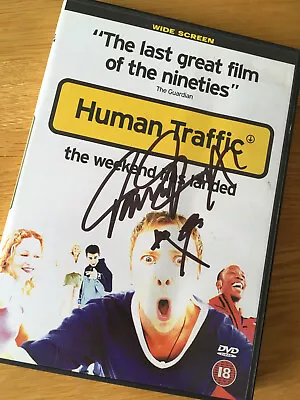 WIDE SCREEN
"The last great film
of the nineties"
The Guardian
Human Traffic
the weekend has landed
DVD
VIDEO
18